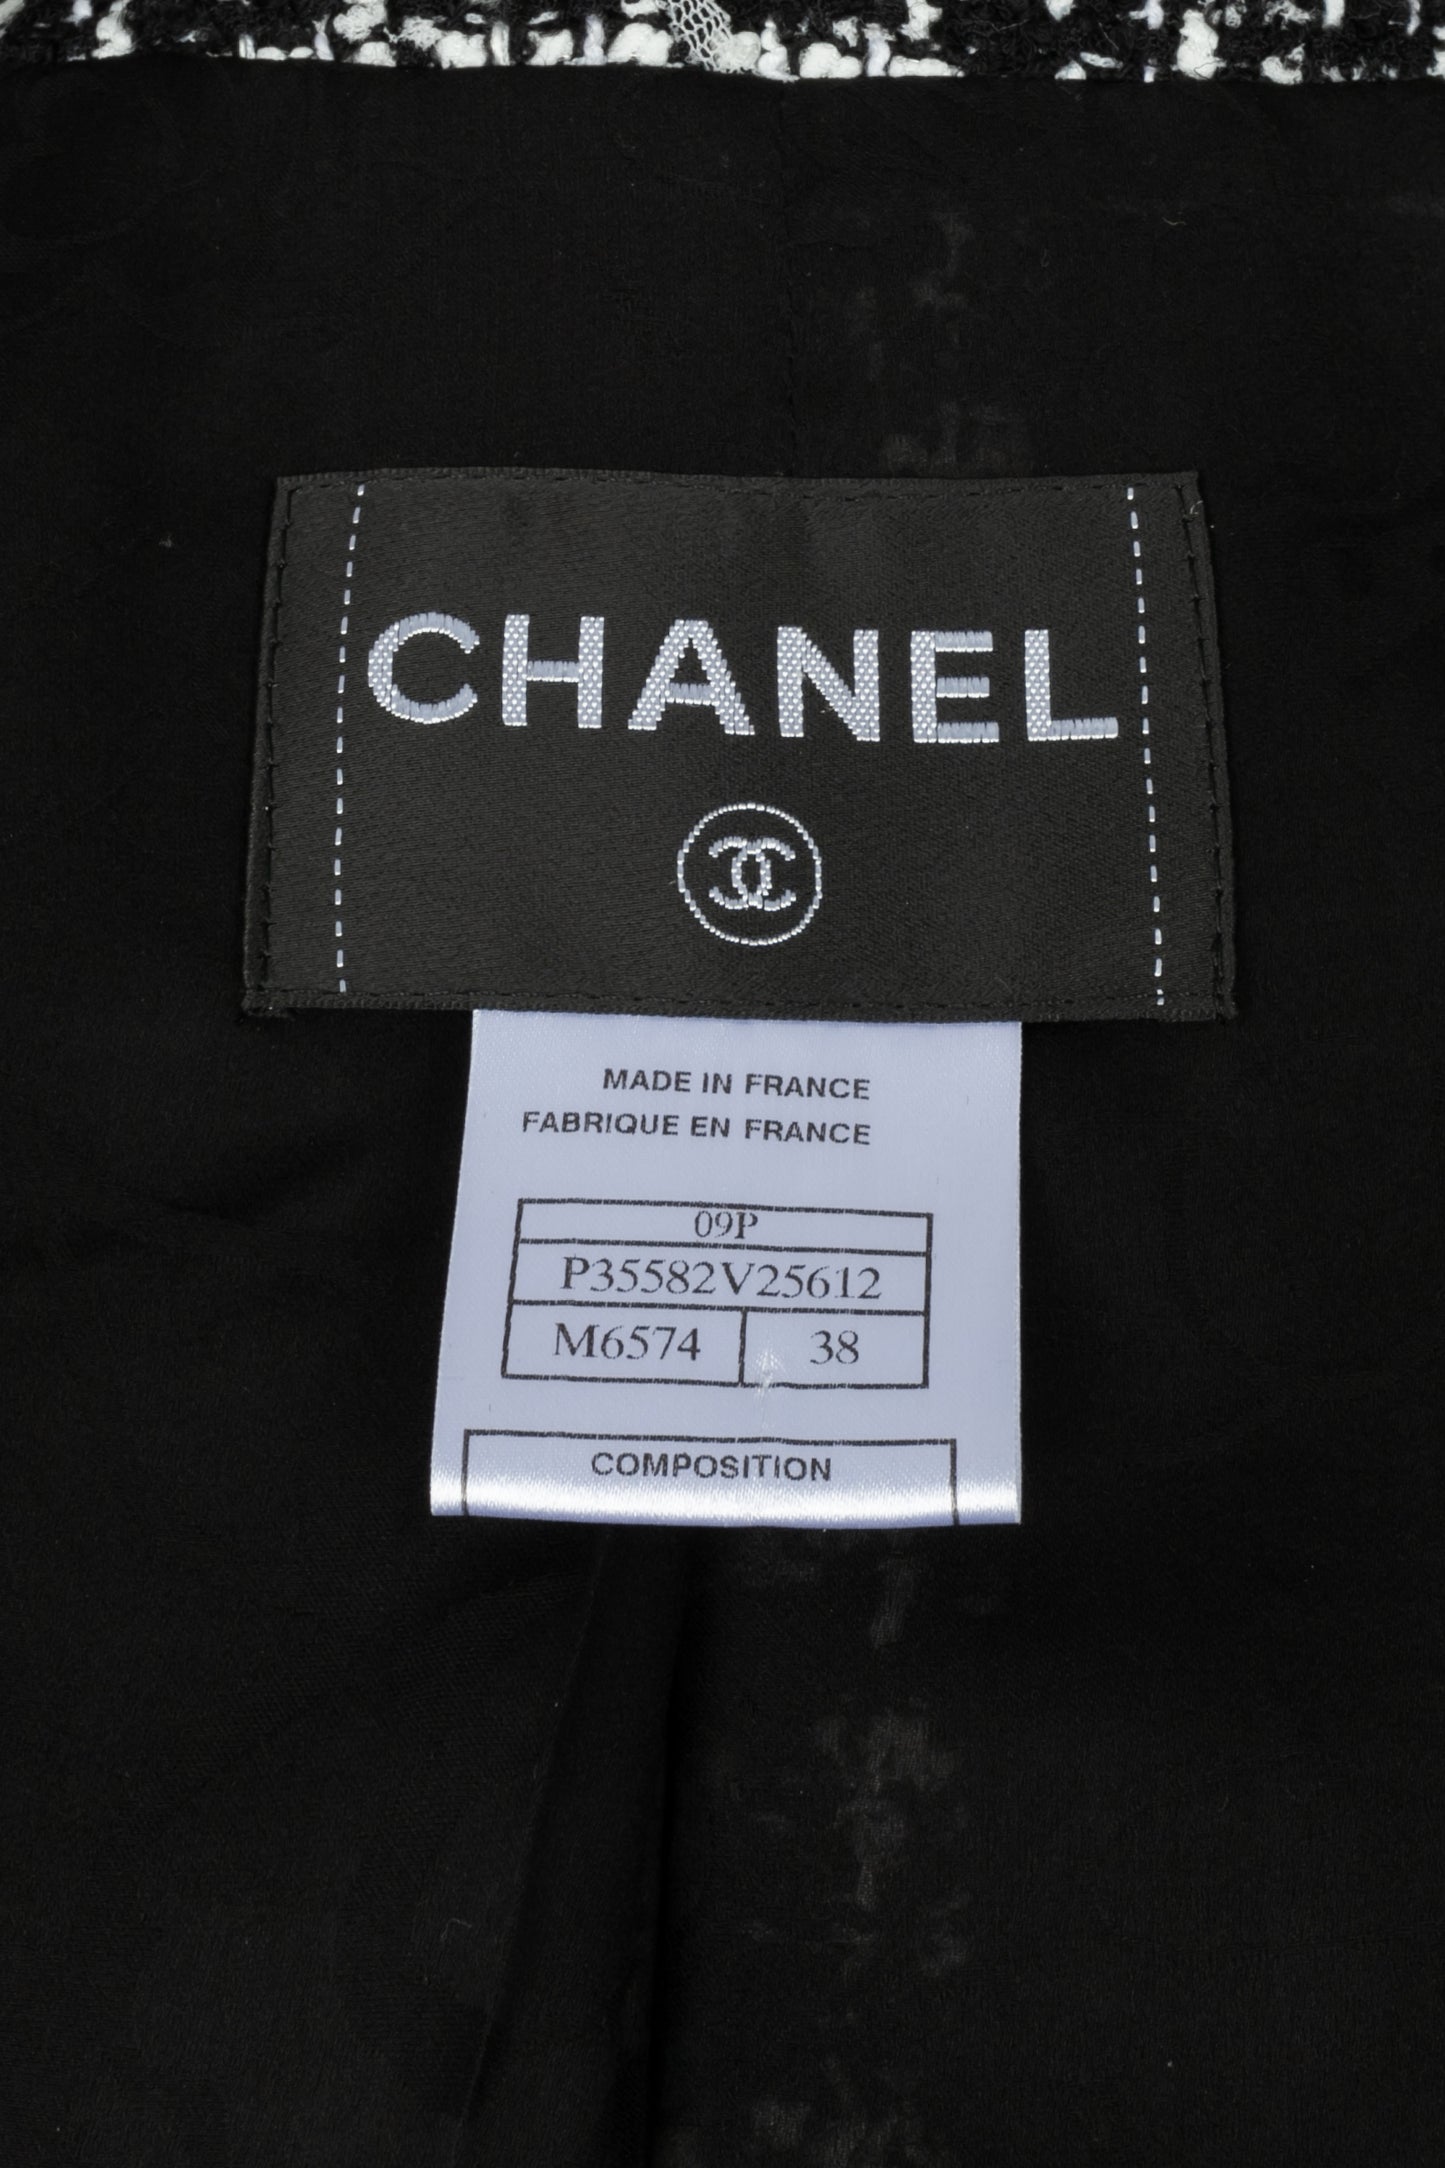 CHANEL
MADE IN FRANCE
FABRIQUE EN FRANCE
09P
P35582V25612
M6574 38
COMPOSITION